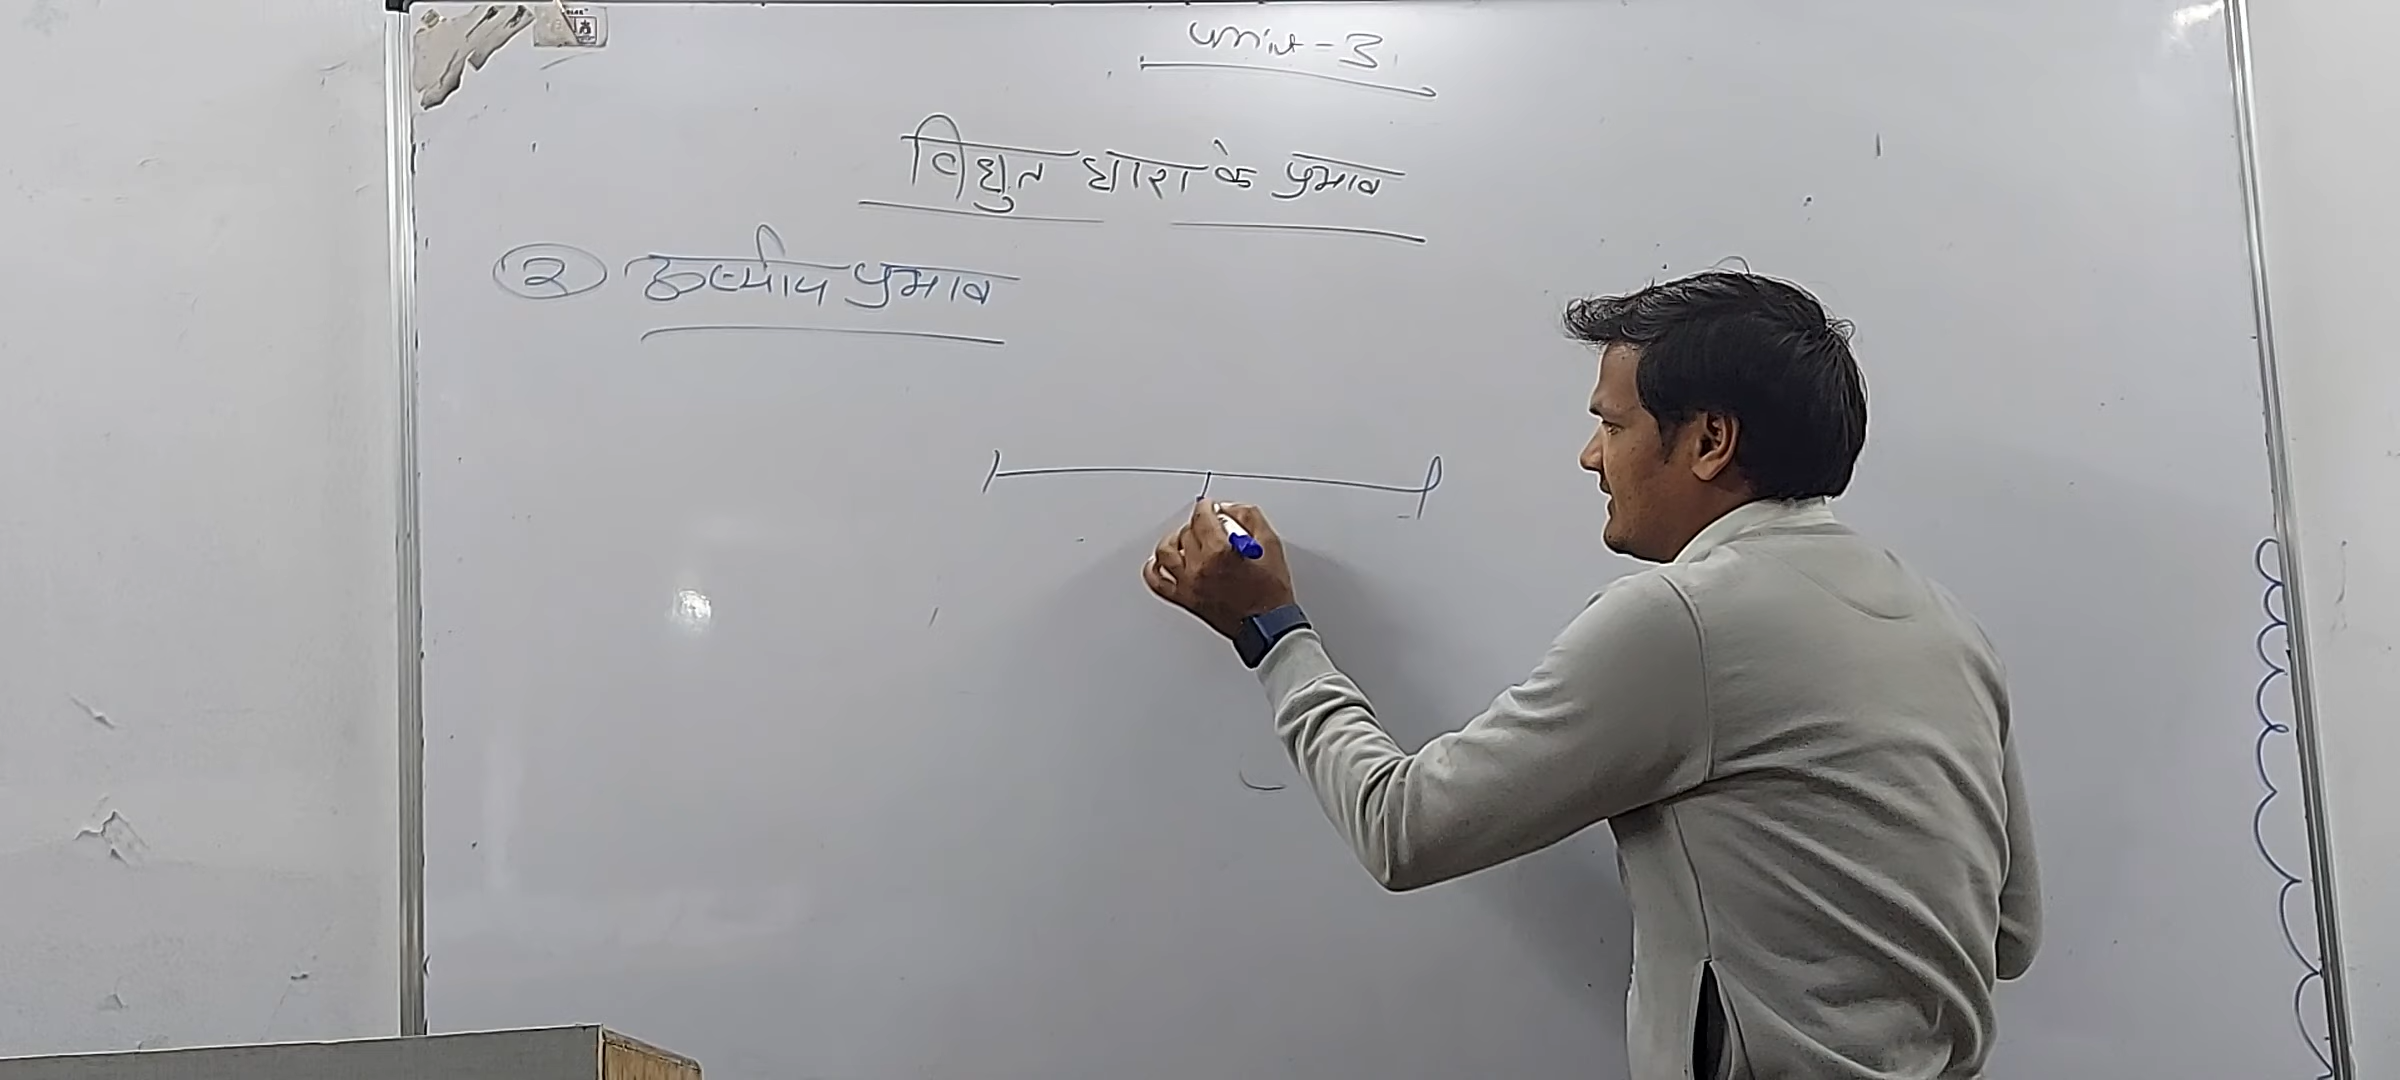 Unit-3
विद्युत धारा के प्रभाव
② ऊष्मीय प्रभाव